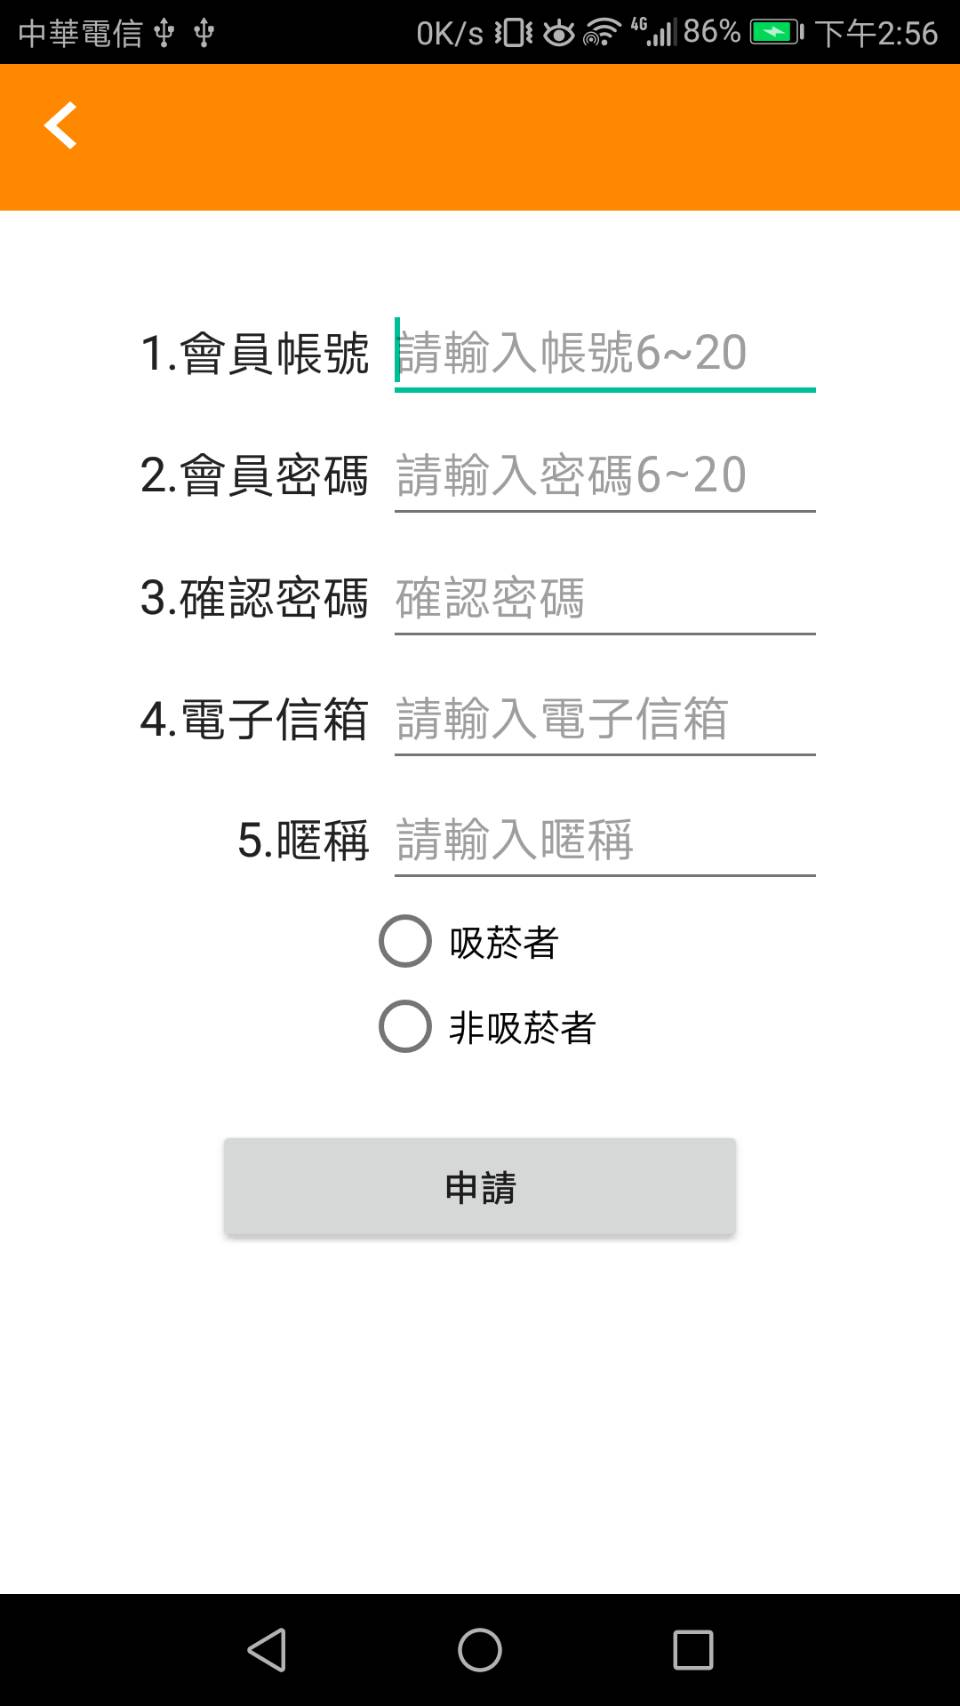 中華電信 0K/s 4G 86% 下午2:56
1.會員帳號 請輸入帳號6~20
2.會員密碼 請輸入密碼6~20
3.確認密碼 確認密碼
4.電子信箱 請輸入電子信箱
5.暱稱 請輸入暱稱
吸菸者
非吸菸者
申請